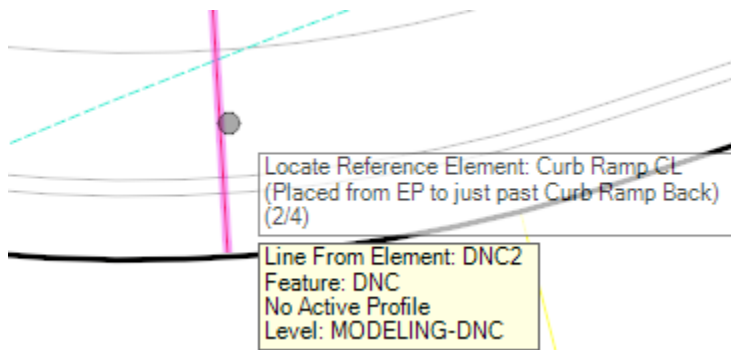 Locate Reference Element: Curb Ramp CL
(Placed from EP to just past Curb Ramp Back)
(2/4)
Line From Element: DNC2
Feature: DNC
No Active Profile
Level: MODELING-DNC